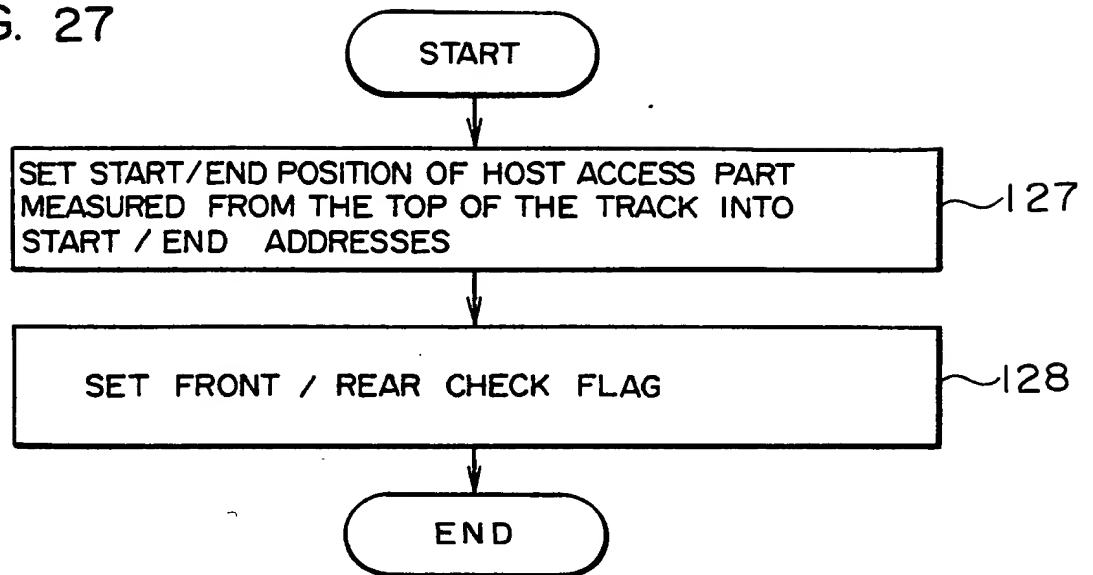 G. 27
START
SET START/END POSITION OF HOST ACCESS PART
MEASURED FROM THE TOP OF THE TRACK INTO
START / END ADDRESSES
127
SET FRONT / REAR CHECK FLAG
128
END